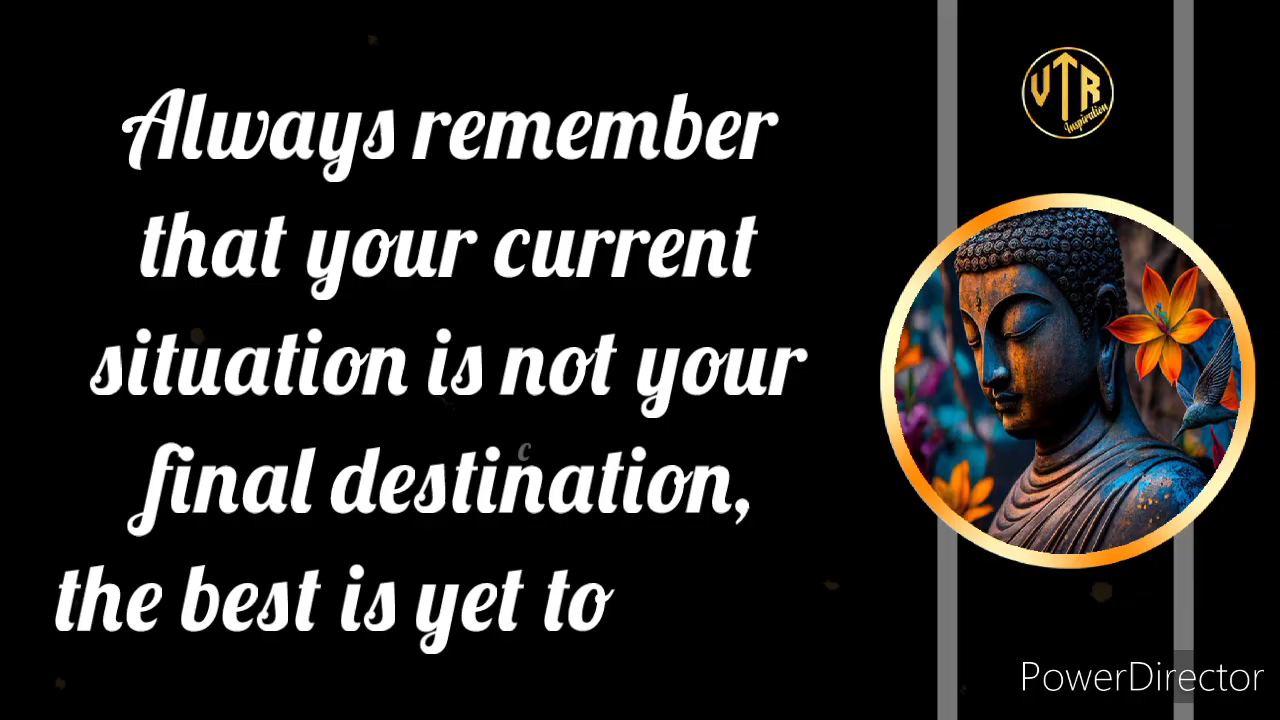 Always remember
that your current
situation is not your
final destination,
the best is yet to
c
VTR
Inspiration
PowerDirector